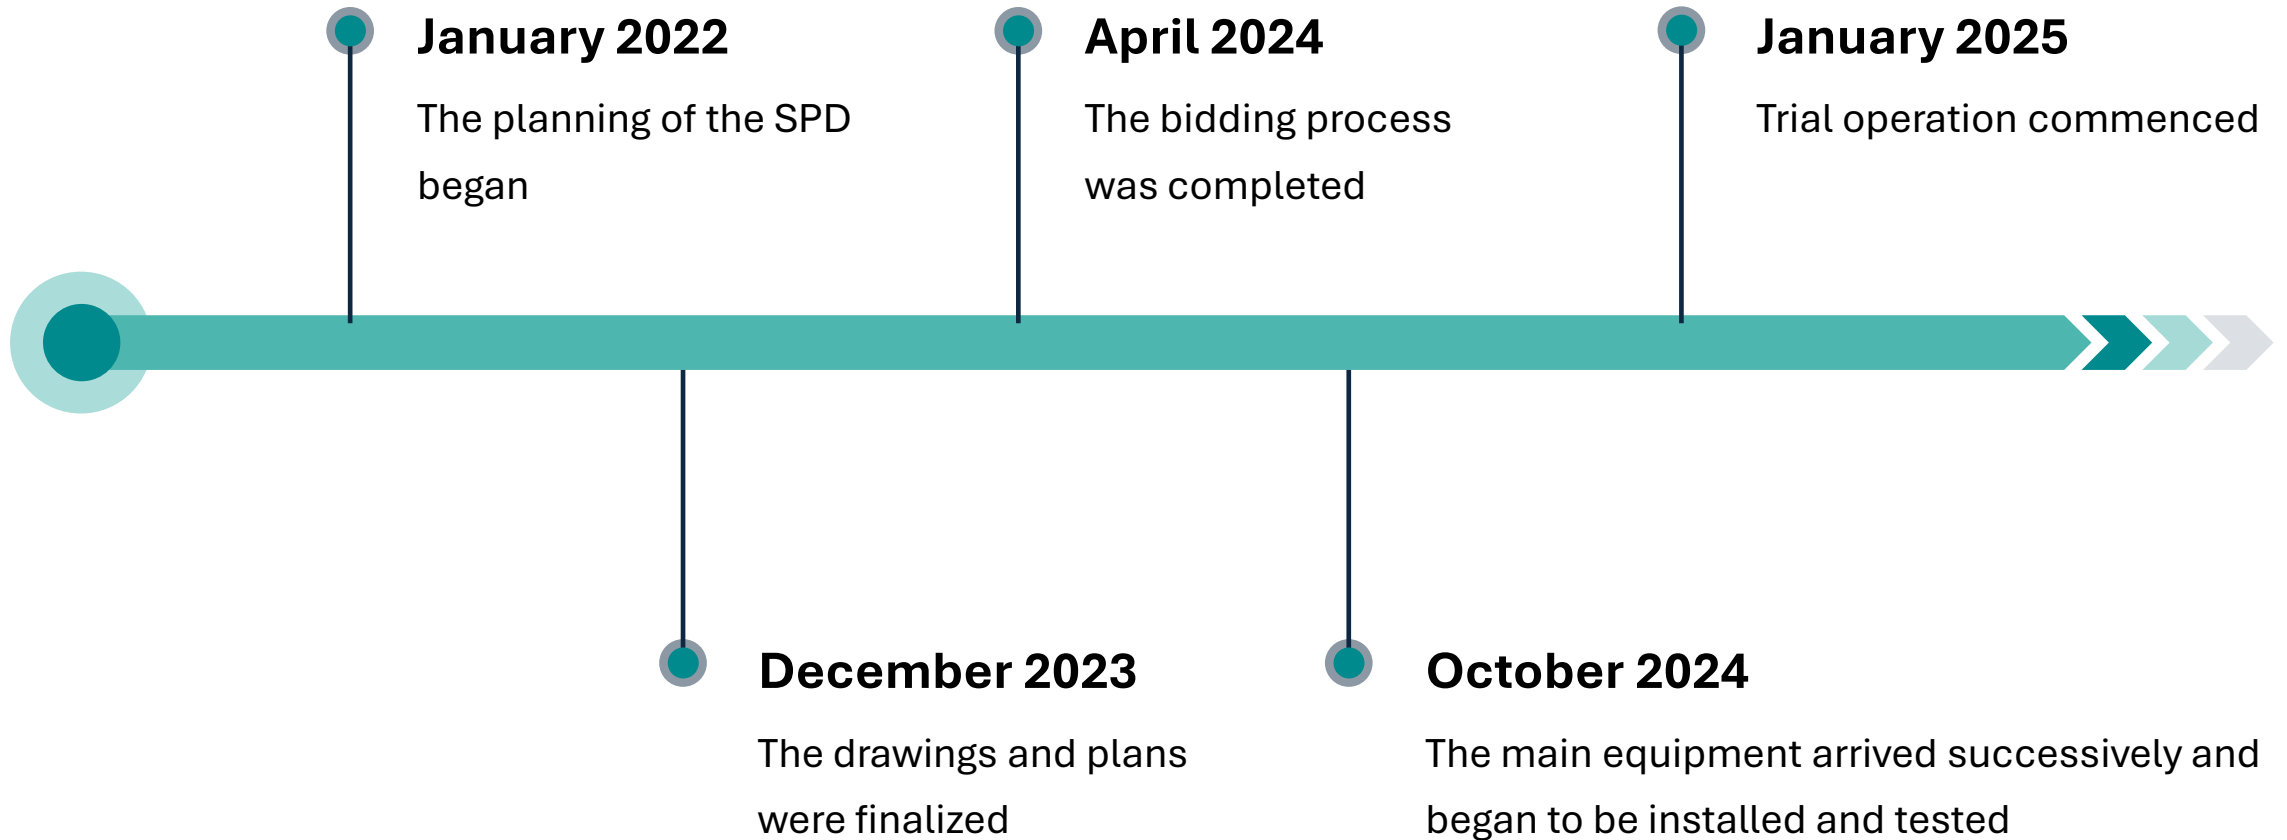 January 2022
The planning of the SPD
began
December 2023
The drawings and plans
were finalized
April 2024
The bidding process
was completed
October 2024
The main equipment arrived successively and
began to be installed and tested
January 2025
Trial operation commenced